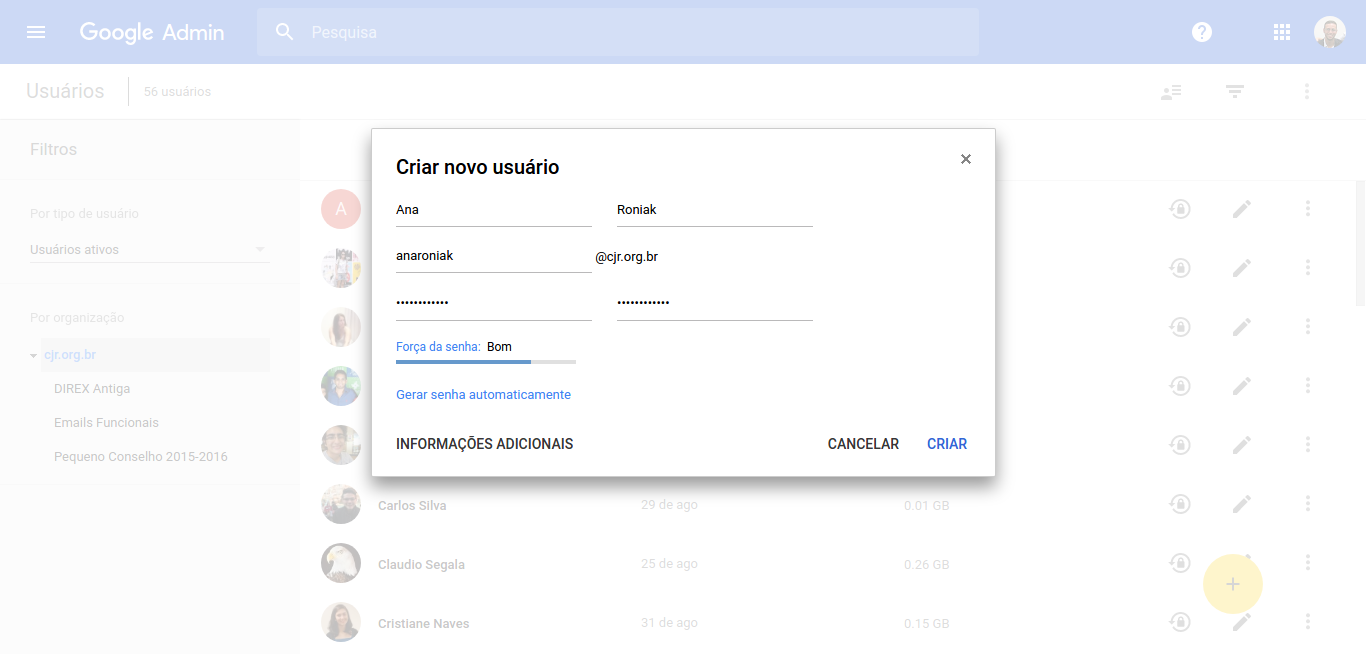 Google Admin
Pesquisa
Usuários
56 usuários
Filtros
Por tipo de usuário
Usuários ativos
Por organização
cjr.org.br
DIREX Antiga
Emails Funcionais
Pequeno Conselho 2015-2016
A
Criar novo usuário
Ana Roniak
anaroniak @cjr.org.br
•••••••••••• ••••••••••••
Força da senha: Bom
Gerar senha automaticamente
INFORMAÇÕES ADICIONAIS CANCELAR CRIAR
Carlos Silva 29 de ago 0.01 GB
Claudio Segala 25 de ago 0.26 GB
Cristiane Naves 31 de ago 0.15 GB